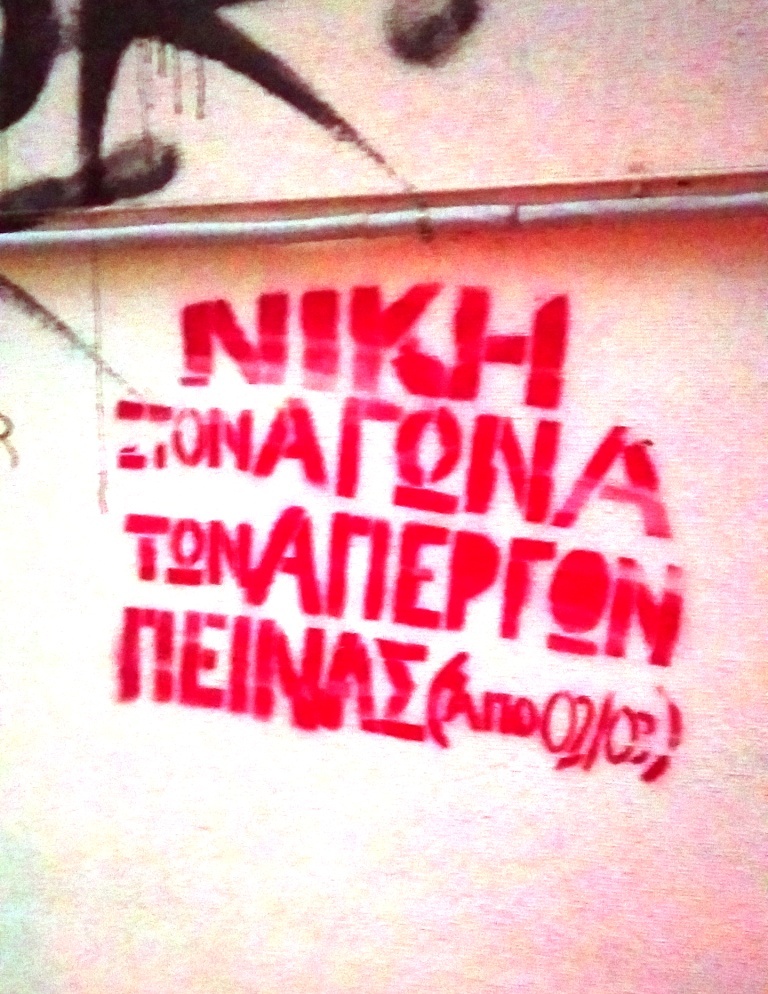 ΝΙΚΗ
ΣΤΟΝ ΑΓΩΝΑ
ΤΩΝ ΑΠΕΡΓΩΝ
ΠΕΙΝΑΣ (ΑΠΟ 02/03)